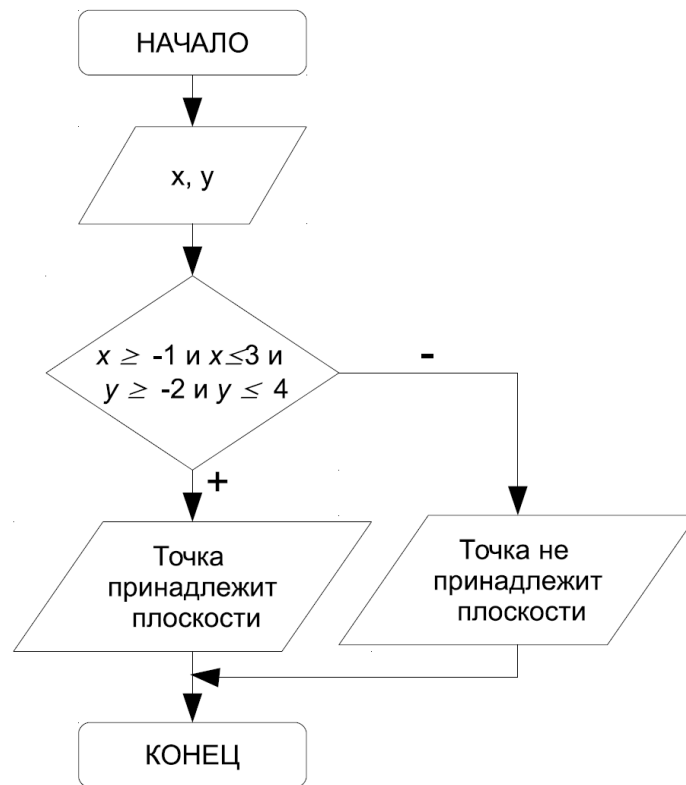 НАЧАЛО
x, y
x ≥ -1 и x≤3 и
y ≥ -2 и y ≤ 4
-
+
Точка
принадлежит
плоскости
Точка не
принадлежит
плоскости
КОНЕЦ